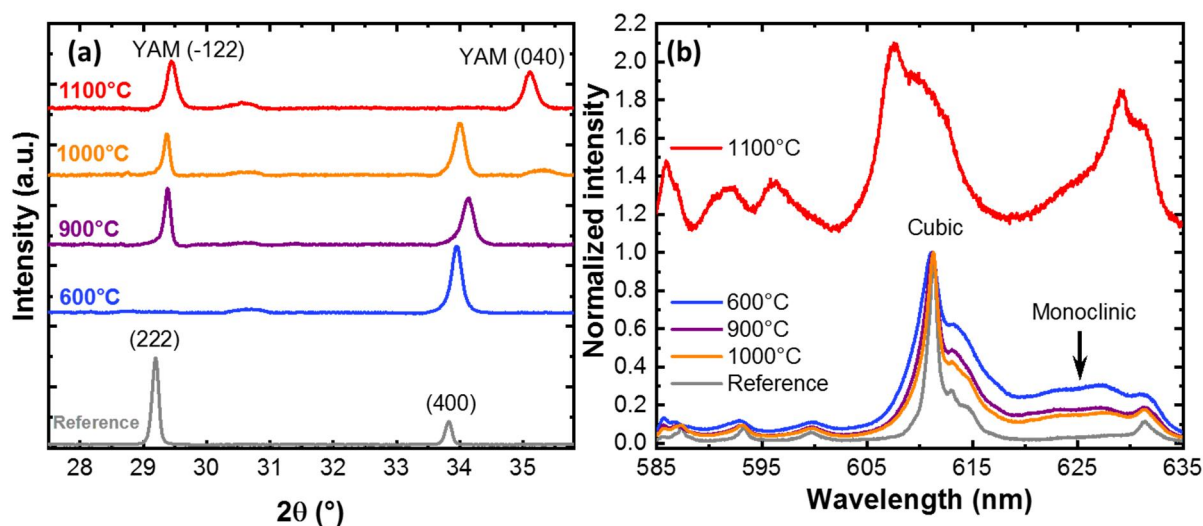 (a)
YAM (-122)
YAM (040)
1100°C
1000°C
900°C
600°C
(222)
(400)
Reference
Intensity (a.u.)
28 29 30 31 32 33 34 35
2θ (°)
(b)
2.2
2.0
1.8
1.6
1.4
1.2
1.0
0.8
0.6
0.4
0.2
0.0
Normalized intensity
1100°C
Cubic
600°C
900°C
1000°C
Reference
Monoclinic
585 595 605 615 625 635
Wavelength (nm)